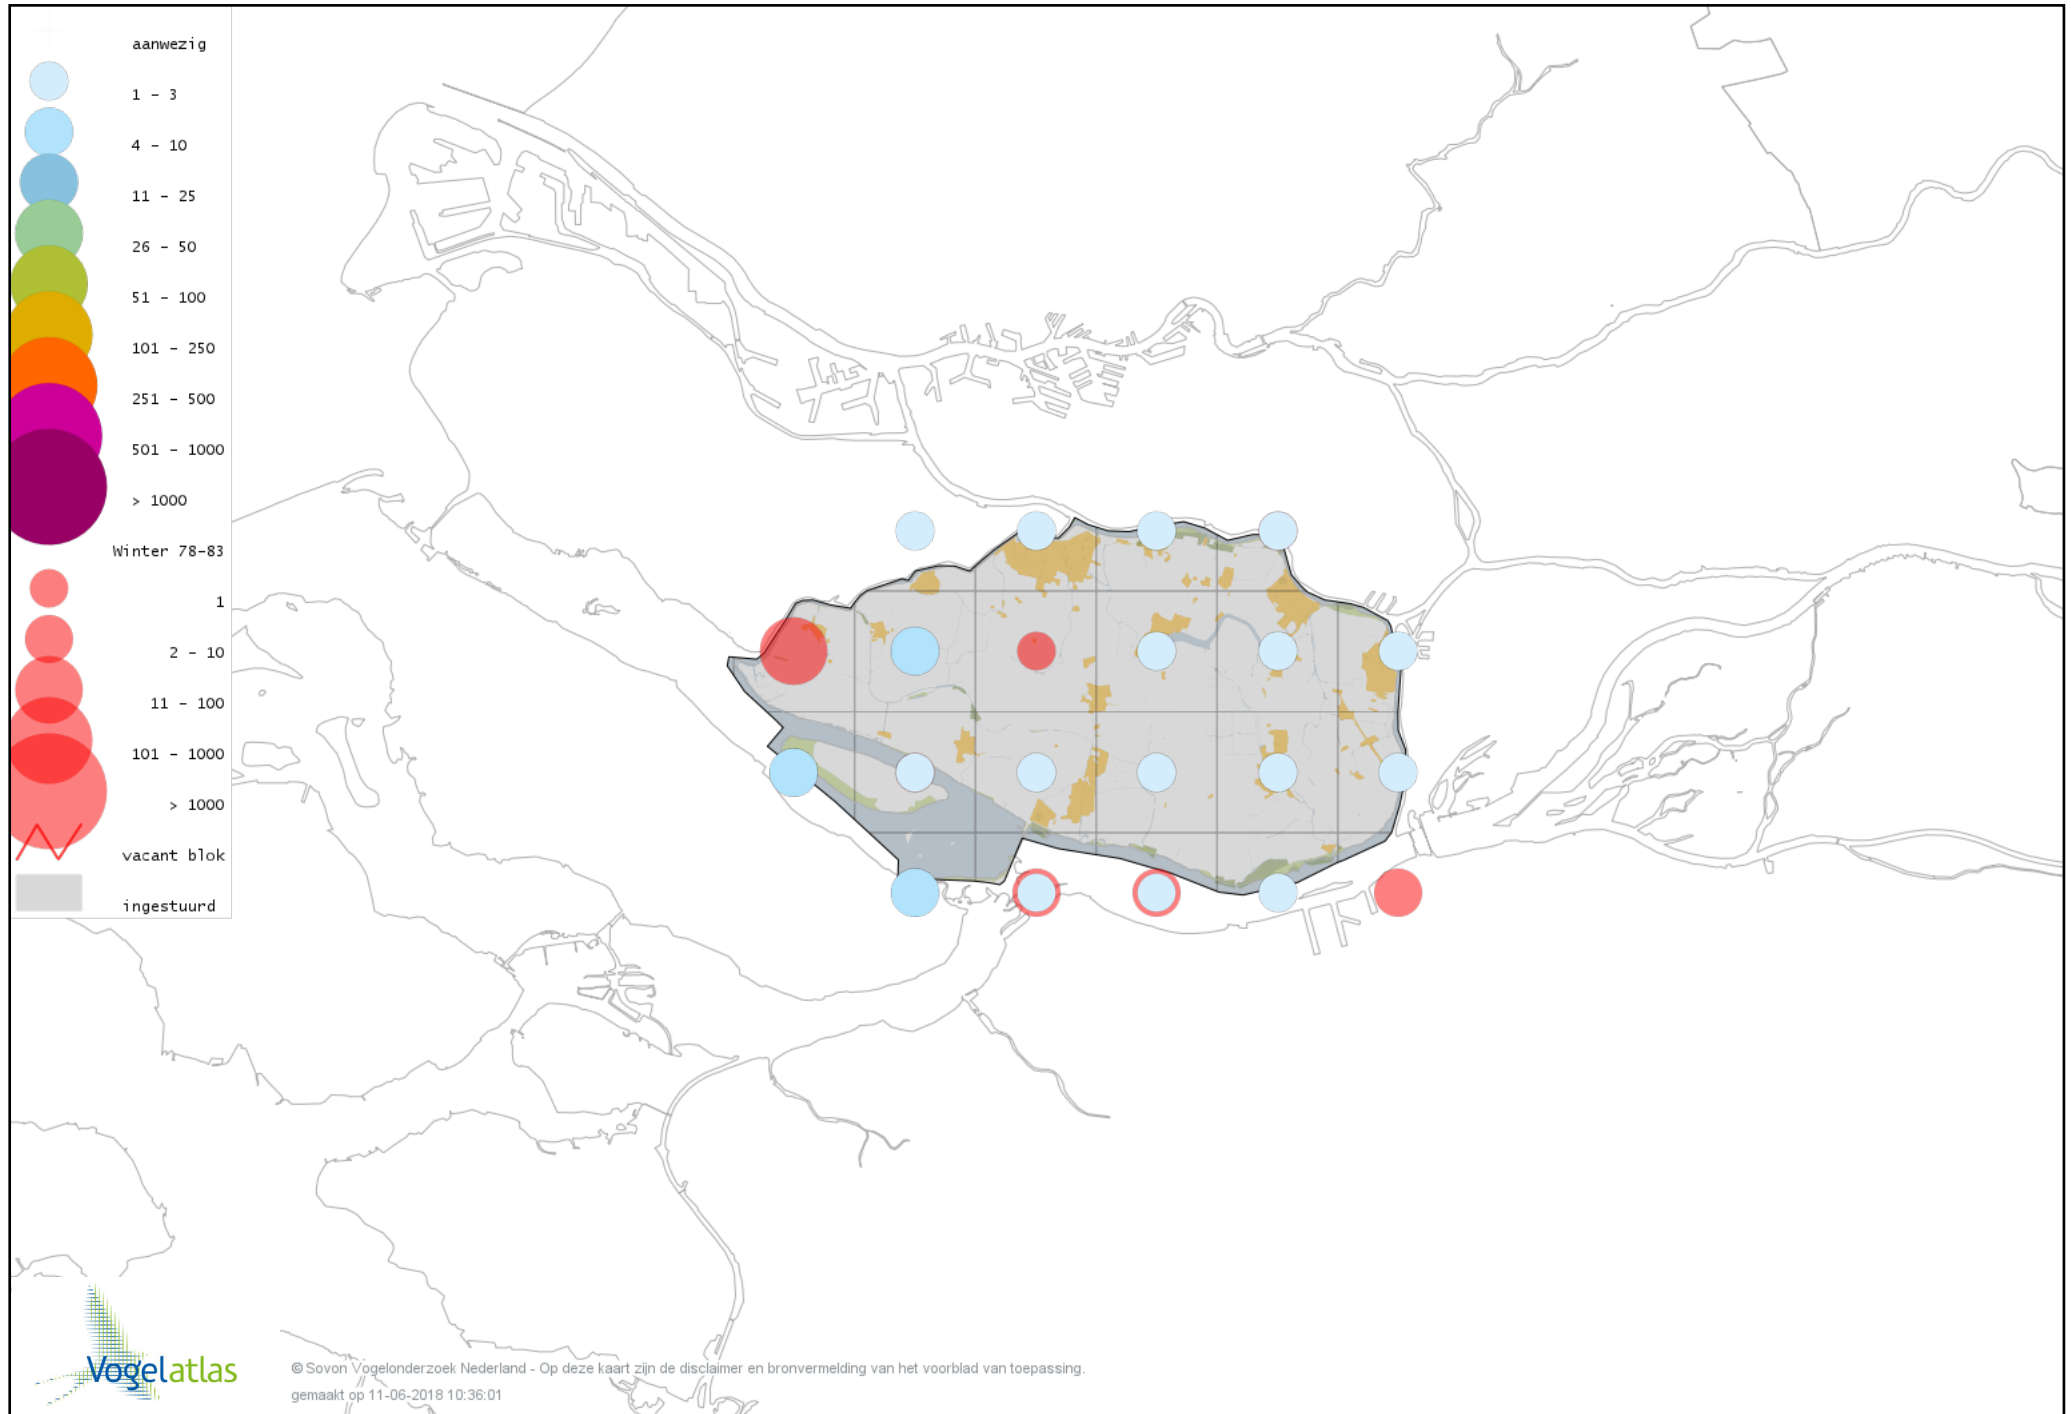 aanwezig
1 - 3
4 - 10
11 - 25
26 - 50
51 - 100
101 - 250
251 - 500
501 - 1000
> 1000
Winter 78-83
1
2 - 10
11 - 100
101 - 1000
> 1000
vacant blok
ingestuurd
Vogelatlas
© Sovon Vogelonderzoek Nederland - Op deze kaart zijn de disclaimer en bronvermelding van het voorblad van toepassing.
gemaakt op 11-06-2018 10:36:01